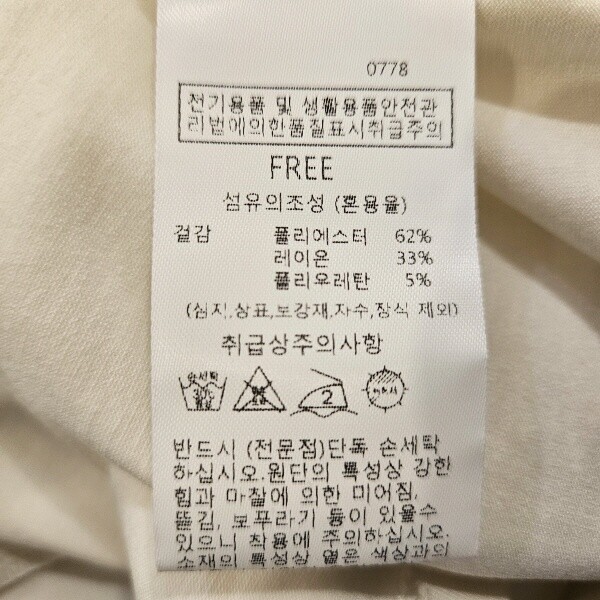 0778
전기용품 및 생활용품안전관
리법에의한품질표시취급주의
FREE
섬유의조성 (혼용율)
겉감 폴리에스터 62%
레이온 33%
폴리우레탄 5%
(심지.상표,보강재,자수,장식 제외)
취급상주의사항
손세탁
30℃
중성
2
반드시 (전문점)단독 손세탁
하십시오.원단의 특성상 강한
힘과 마찰에 의한 미어짐,
뜯김, 보푸라기 등이 있을수
있으니 착용에 주의하십시오.
소재의 특성상 옅은 색상과의